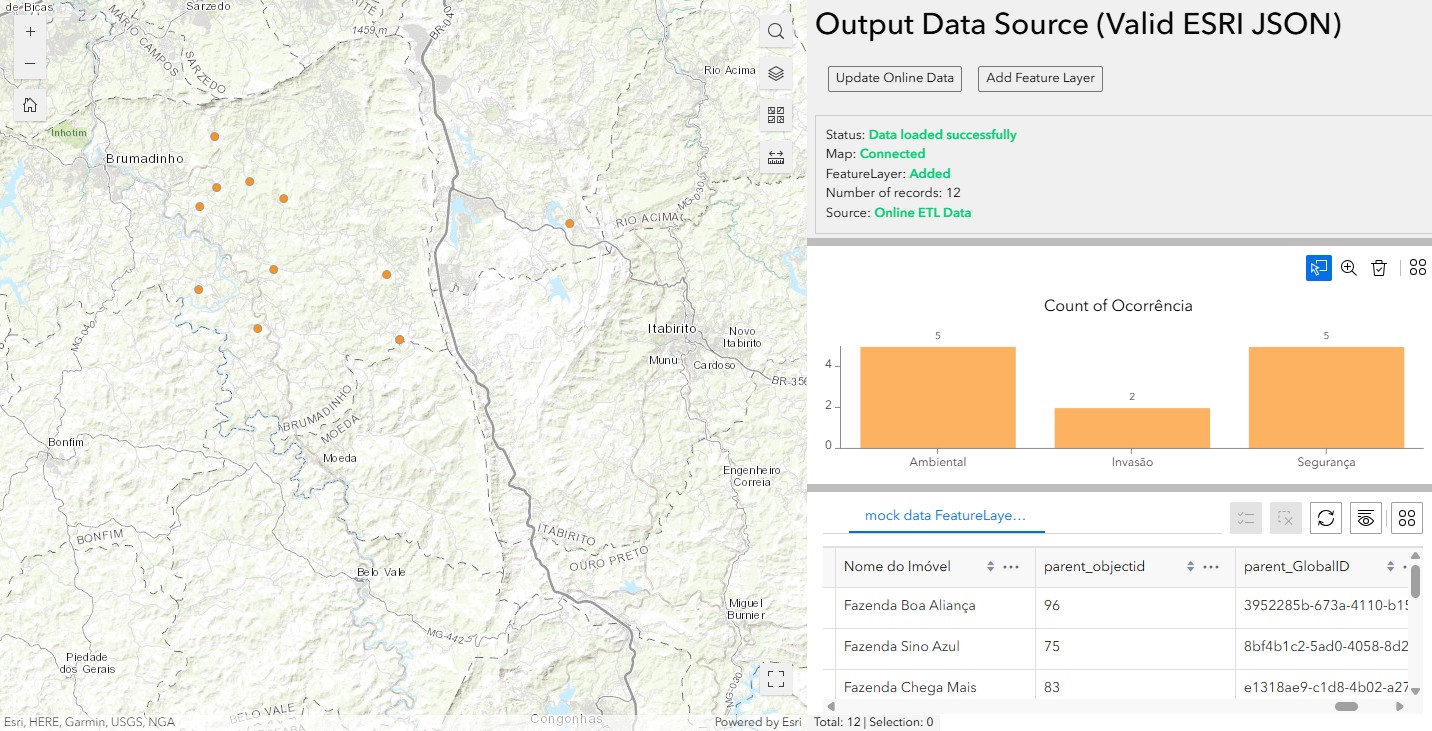 de-Bicas
Sarzedo
MÁRIO CAMPOS
SARZEDO
1459 m
BR-04
Rio Acima
Inhotim
Brumadinho
MG-030
RIO ACIMA
MG-040
Itabirito
Novo
Itabirito
Munu
Cardoso
BR-356
BRUMADINHO
MOEDA
Bonfim
Moeda
Engenheiro
Correia
BONFIM
ITABIRITO
OURO PRETO
Belo Vale
Miguel
Burnier
MG-442
Piedade
dos Gerais
MG-030
BELO VALE
Congonhas
Esri, HERE, Garmin, USGS, NGA
Powered by Esri
Output Data Source (Valid ESRI JSON)
Update Online Data
Add Feature Layer
Status: Data loaded successfully
Map: Connected
FeatureLayer: Added
Number of records: 12
Source: Online ETL Data
Count of Ocorrência
5
2
5
4
2
0
Ambiental
Invasão
Segurança
mock data FeatureLaye…
Nome do Imóvel
parent_objectid
parent_GlobalID
Fazenda Boa Aliança 96 3952285b-673a-4110-b15
Fazenda Sino Azul 75 8bf4b1c2-5ad0-4058-8d2
Fazenda Chega Mais 83 e1318ae9-c1d8-4b02-a27
Total: 12 | Selection: 0